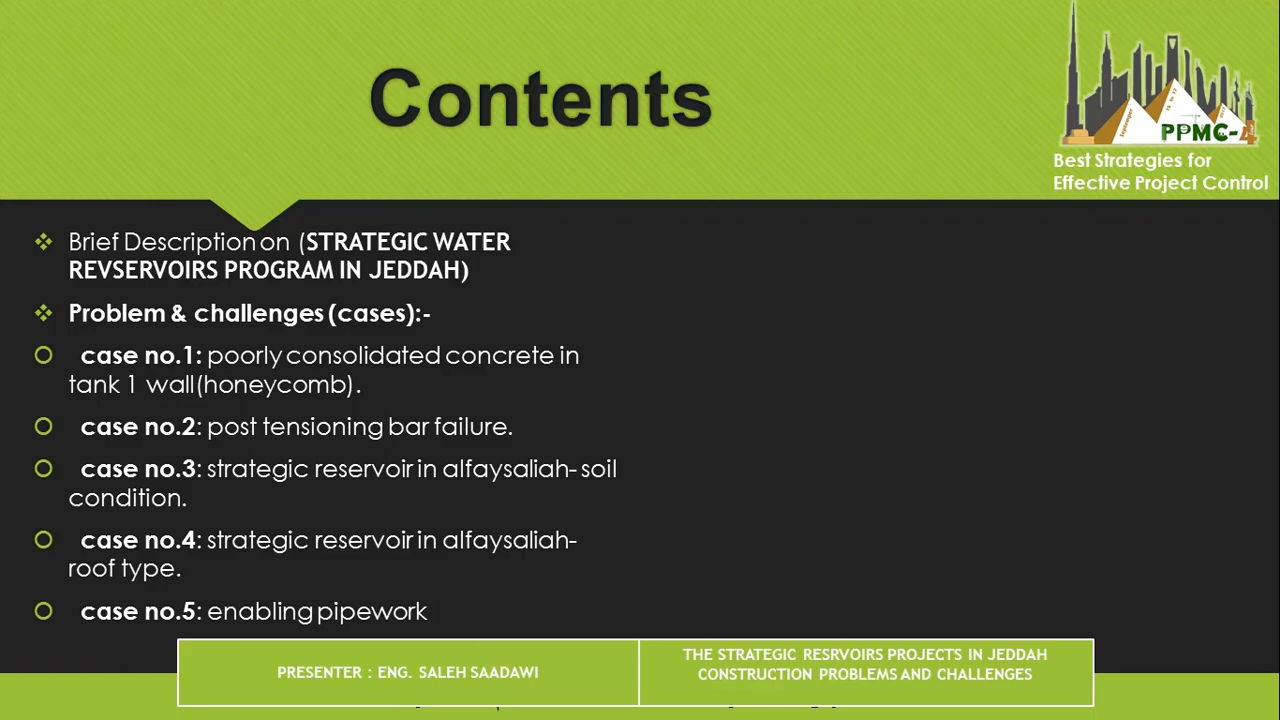 Contents
PPMC-4
Best Strategies for
Effective Project Control
Brief Description on (STRATEGIC WATER
REVSERVOIRS PROGRAM IN JEDDAH)
Problem & challenges (cases):-
case no.1: poorly consolidated concrete in
tank 1 wall(honeycomb).
case no.2: post tensioning bar failure.
case no.3: strategic reservoir in alfaysaliah- soil
condition.
case no.4: strategic reservoir in alfaysaliah-
roof type.
case no.5: enabling pipework
PRESENTER : ENG. SALEH SAADAWI
THE STRATEGIC RESRVOIRS PROJECTS IN JEDDAH
CONSTRUCTION PROBLEMS AND CHALLENGES